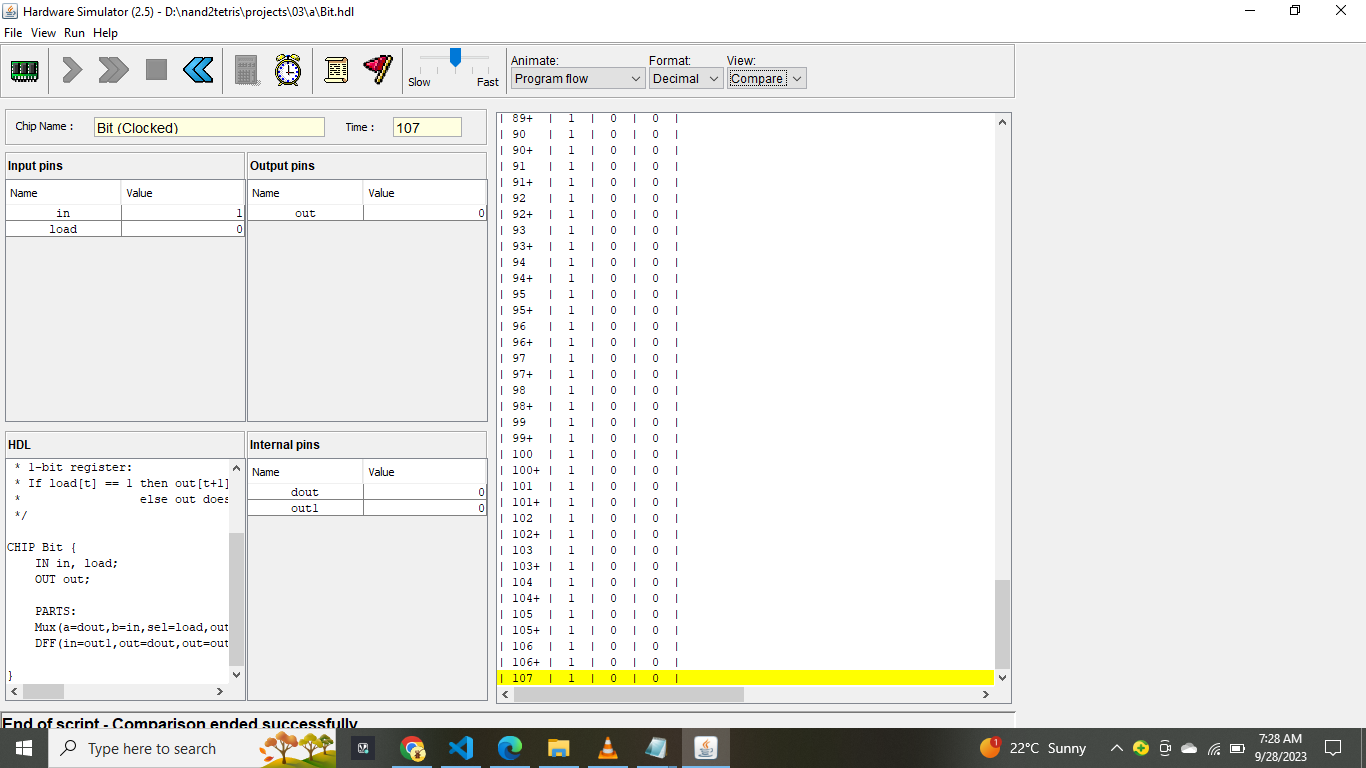 Hardware Simulator (2.5) - D:\nand2tetris\projects\03\a\Bit.hdl
File View Run Help
Slow Fast
Animate:
Program flow
Format:
Decimal
View:
Compare
Chip Name :
Bit (Clocked)
Time :
107
Input pins
Name Value
in 1
load 0
Output pins
Name Value
out 0
HDL
* 1-bit register:
* If load[t] == 1 then out[t+1]
* else out does
*/
CHIP Bit {
IN in, load;
OUT out;
PARTS:
Mux(a=dout,b=in,sel=load,out
DFF(in=out1,out=dout,out=out
}
Internal pins
Name Value
dout 0
out1 0
| 89+ | 1 | 0 | 0 |
| 90 | 1 | 0 | 0 |
| 90+ | 1 | 0 | 0 |
| 91 | 1 | 0 | 0 |
| 91+ | 1 | 0 | 0 |
| 92 | 1 | 0 | 0 |
| 92+ | 1 | 0 | 0 |
| 93 | 1 | 0 | 0 |
| 93+ | 1 | 0 | 0 |
| 94 | 1 | 0 | 0 |
| 94+ | 1 | 0 | 0 |
| 95 | 1 | 0 | 0 |
| 95+ | 1 | 0 | 0 |
| 96 | 1 | 0 | 0 |
| 96+ | 1 | 0 | 0 |
| 97 | 1 | 0 | 0 |
| 97+ | 1 | 0 | 0 |
| 98 | 1 | 0 | 0 |
| 98+ | 1 | 0 | 0 |
| 99 | 1 | 0 | 0 |
| 99+ | 1 | 0 | 0 |
| 100 | 1 | 0 | 0 |
| 100+ | 1 | 0 | 0 |
| 101 | 1 | 0 | 0 |
| 101+ | 1 | 0 | 0 |
| 102 | 1 | 0 | 0 |
| 102+ | 1 | 0 | 0 |
| 103 | 1 | 0 | 0 |
| 103+ | 1 | 0 | 0 |
| 104 | 1 | 0 | 0 |
| 104+ | 1 | 0 | 0 |
| 105 | 1 | 0 | 0 |
| 105+ | 1 | 0 | 0 |
| 106 | 1 | 0 | 0 |
| 106+ | 1 | 0 | 0 |
| 107 | 1 | 0 | 0 |
End of script - Comparison ended successfully
Type here to search
1
22°C Sunny
7:28 AM
9/28/2023